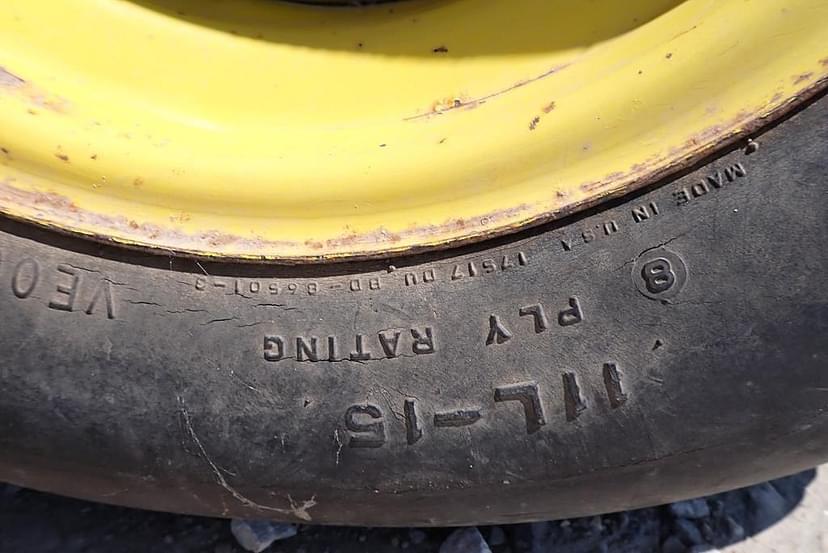 MADE IN U.S.A 17517 DU BD-86501-3
8 PLY RATING
11L-15